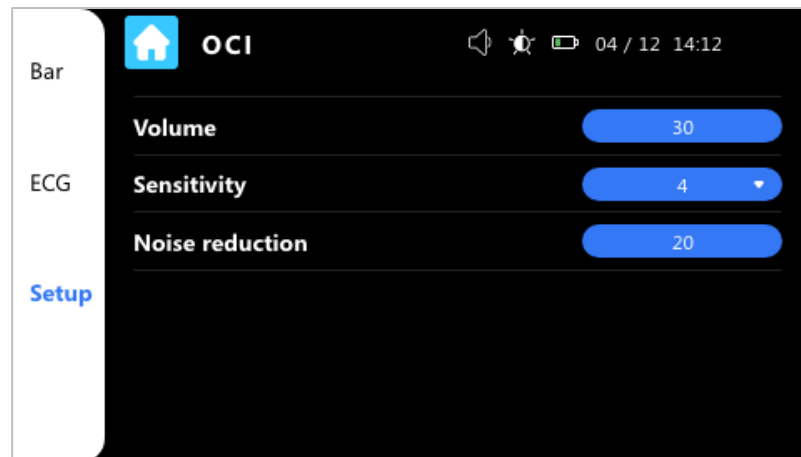 OCI 04 / 12 14:12
Bar
Volume 30
ECG
Sensitivity 4
Noise reduction 20
Setup